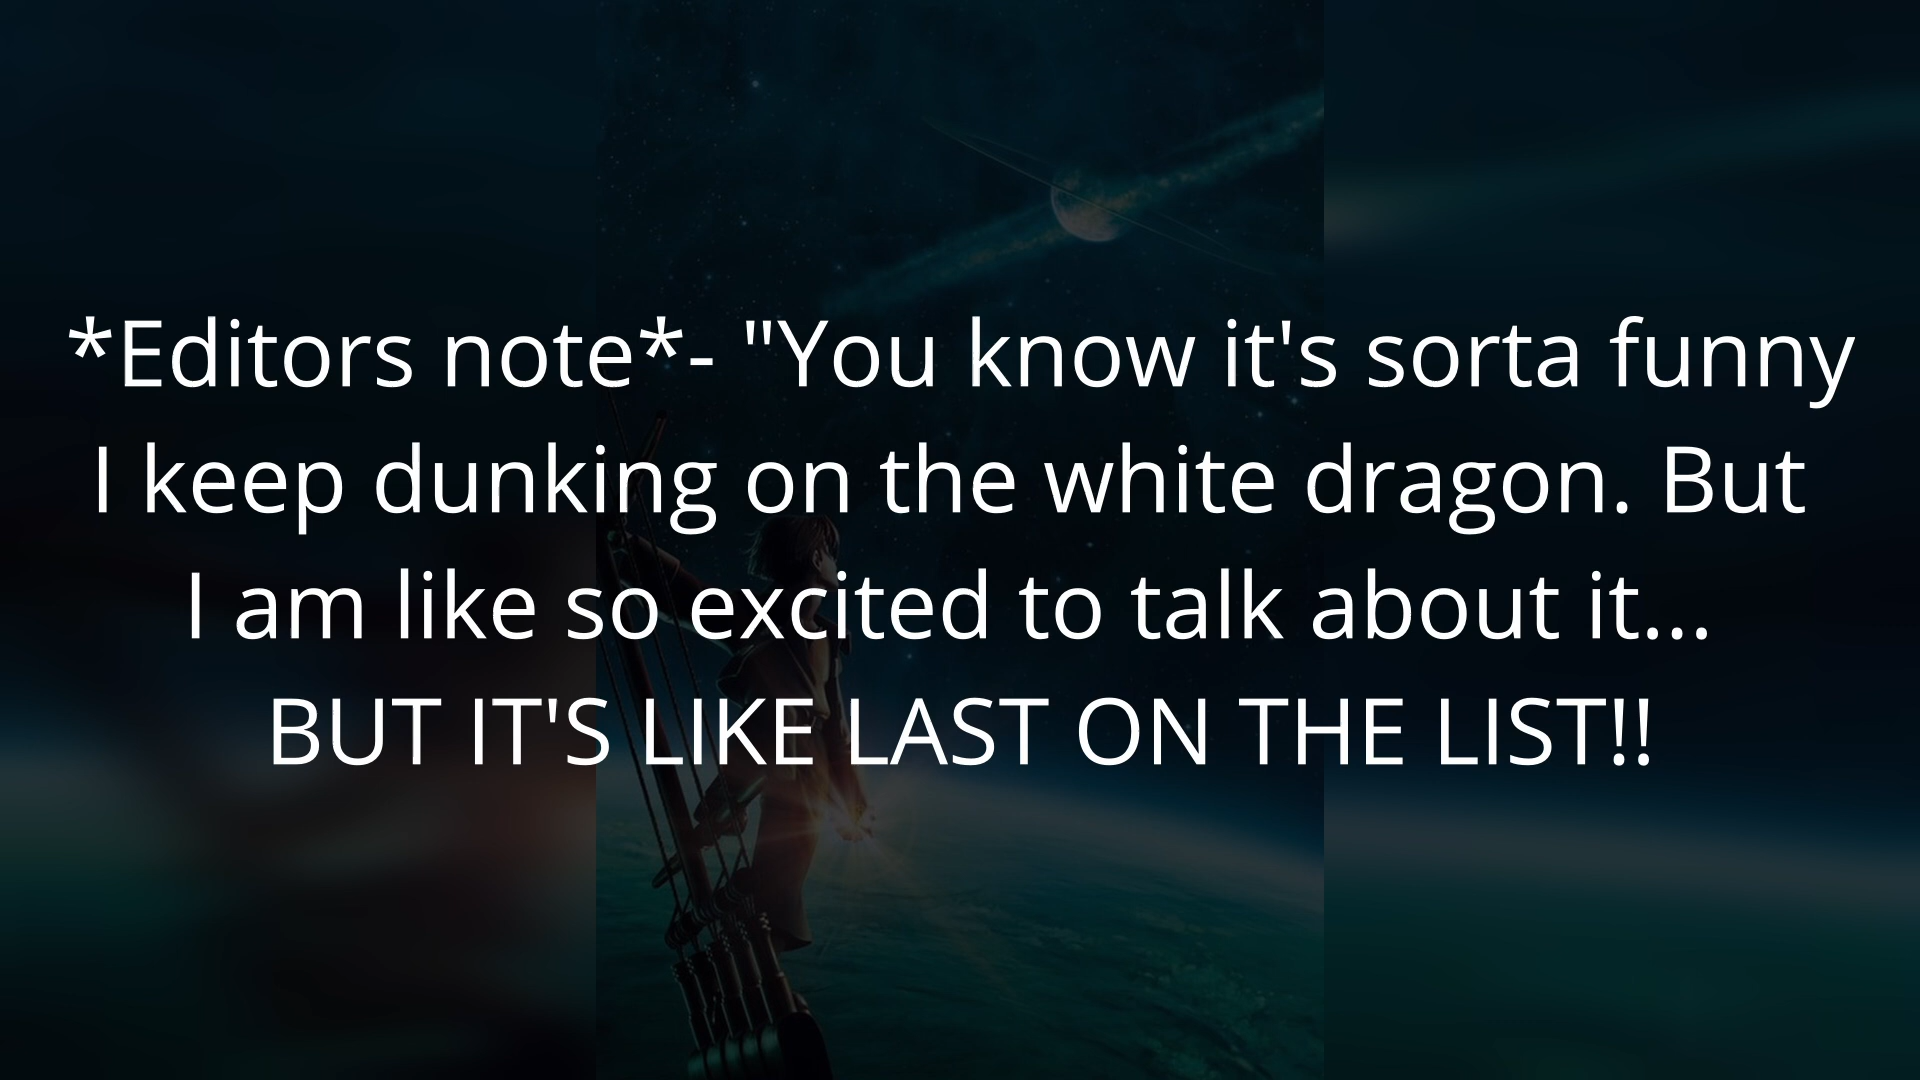 *Editors note*- "You know it's sorta funny
I keep dunking on the white dragon. But
I am like so excited to talk about it...
BUT IT'S LIKE LAST ON THE LIST!!